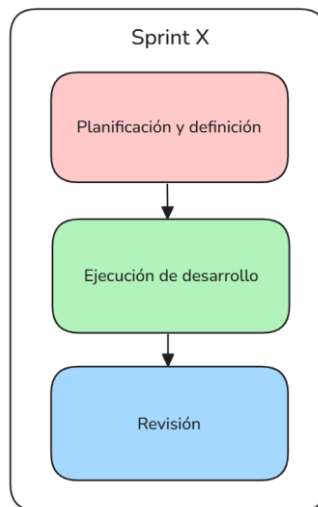 Sprint X
Planificación y definición
Ejecución de desarrollo
Revisión